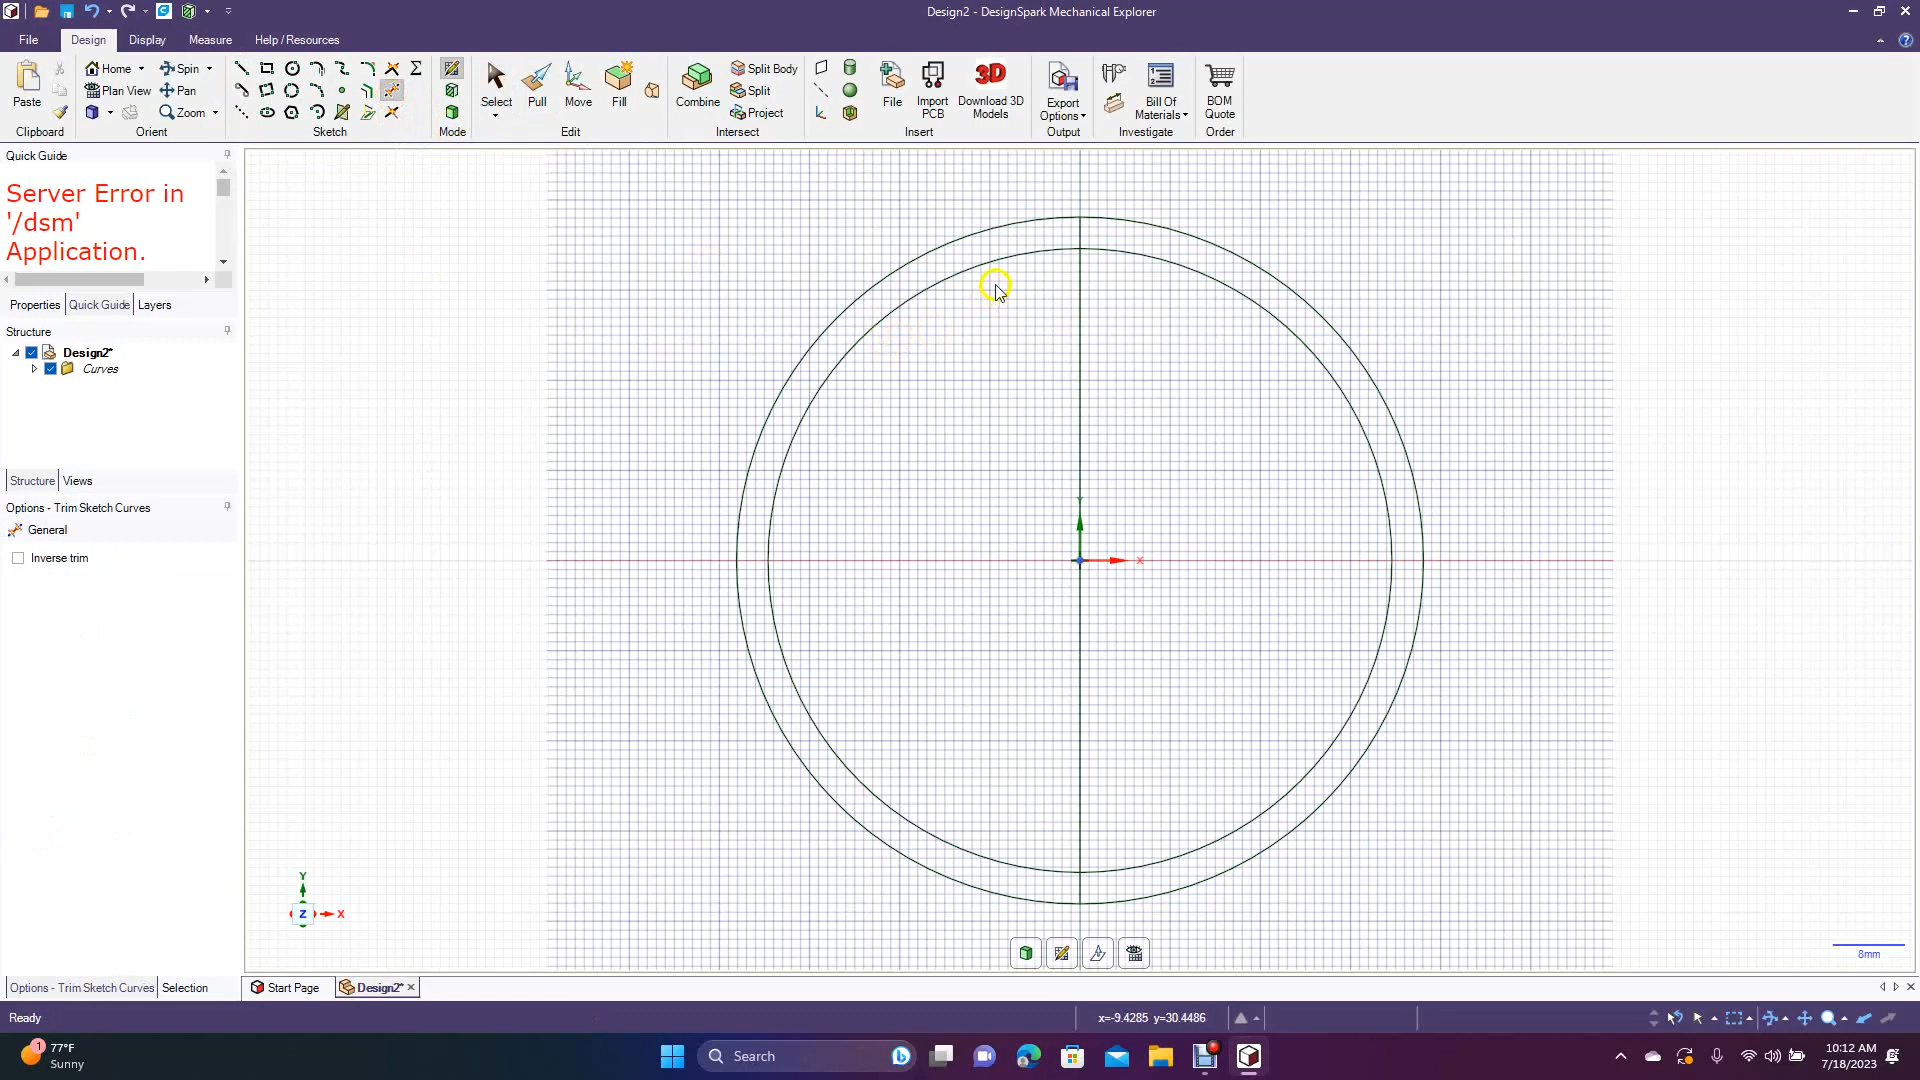 Design2 - DesignSpark Mechanical Explorer
File
Design
Display
Measure
Help / Resources
Paste
Clipboard
Home
Spin
Plan View
Pan
Zoom
Orient
Sketch
Mode
Select
Pull
Move
Fill
Edit
Combine
Split Body
Split
Project
Intersect
File
Import PCB
Download 3D Models
3D
Insert
Export Options
Output
Bill Of Materials
Investigate
BOM Quote
Order
Quick Guide
Server Error in
'/dsm'
Application.
Properties
Quick Guide
Layers
Structure
Design2*
Curves
Structure
Views
Options - Trim Sketch Curves
General
Inverse trim
Y
X
Y
Z
X
8mm
Options - Trim Sketch Curves
Selection
Start Page
Design2*
Ready
x=-9.4285 y=30.4486
1
77°F
Sunny
Search
10:12 AM
7/18/2023